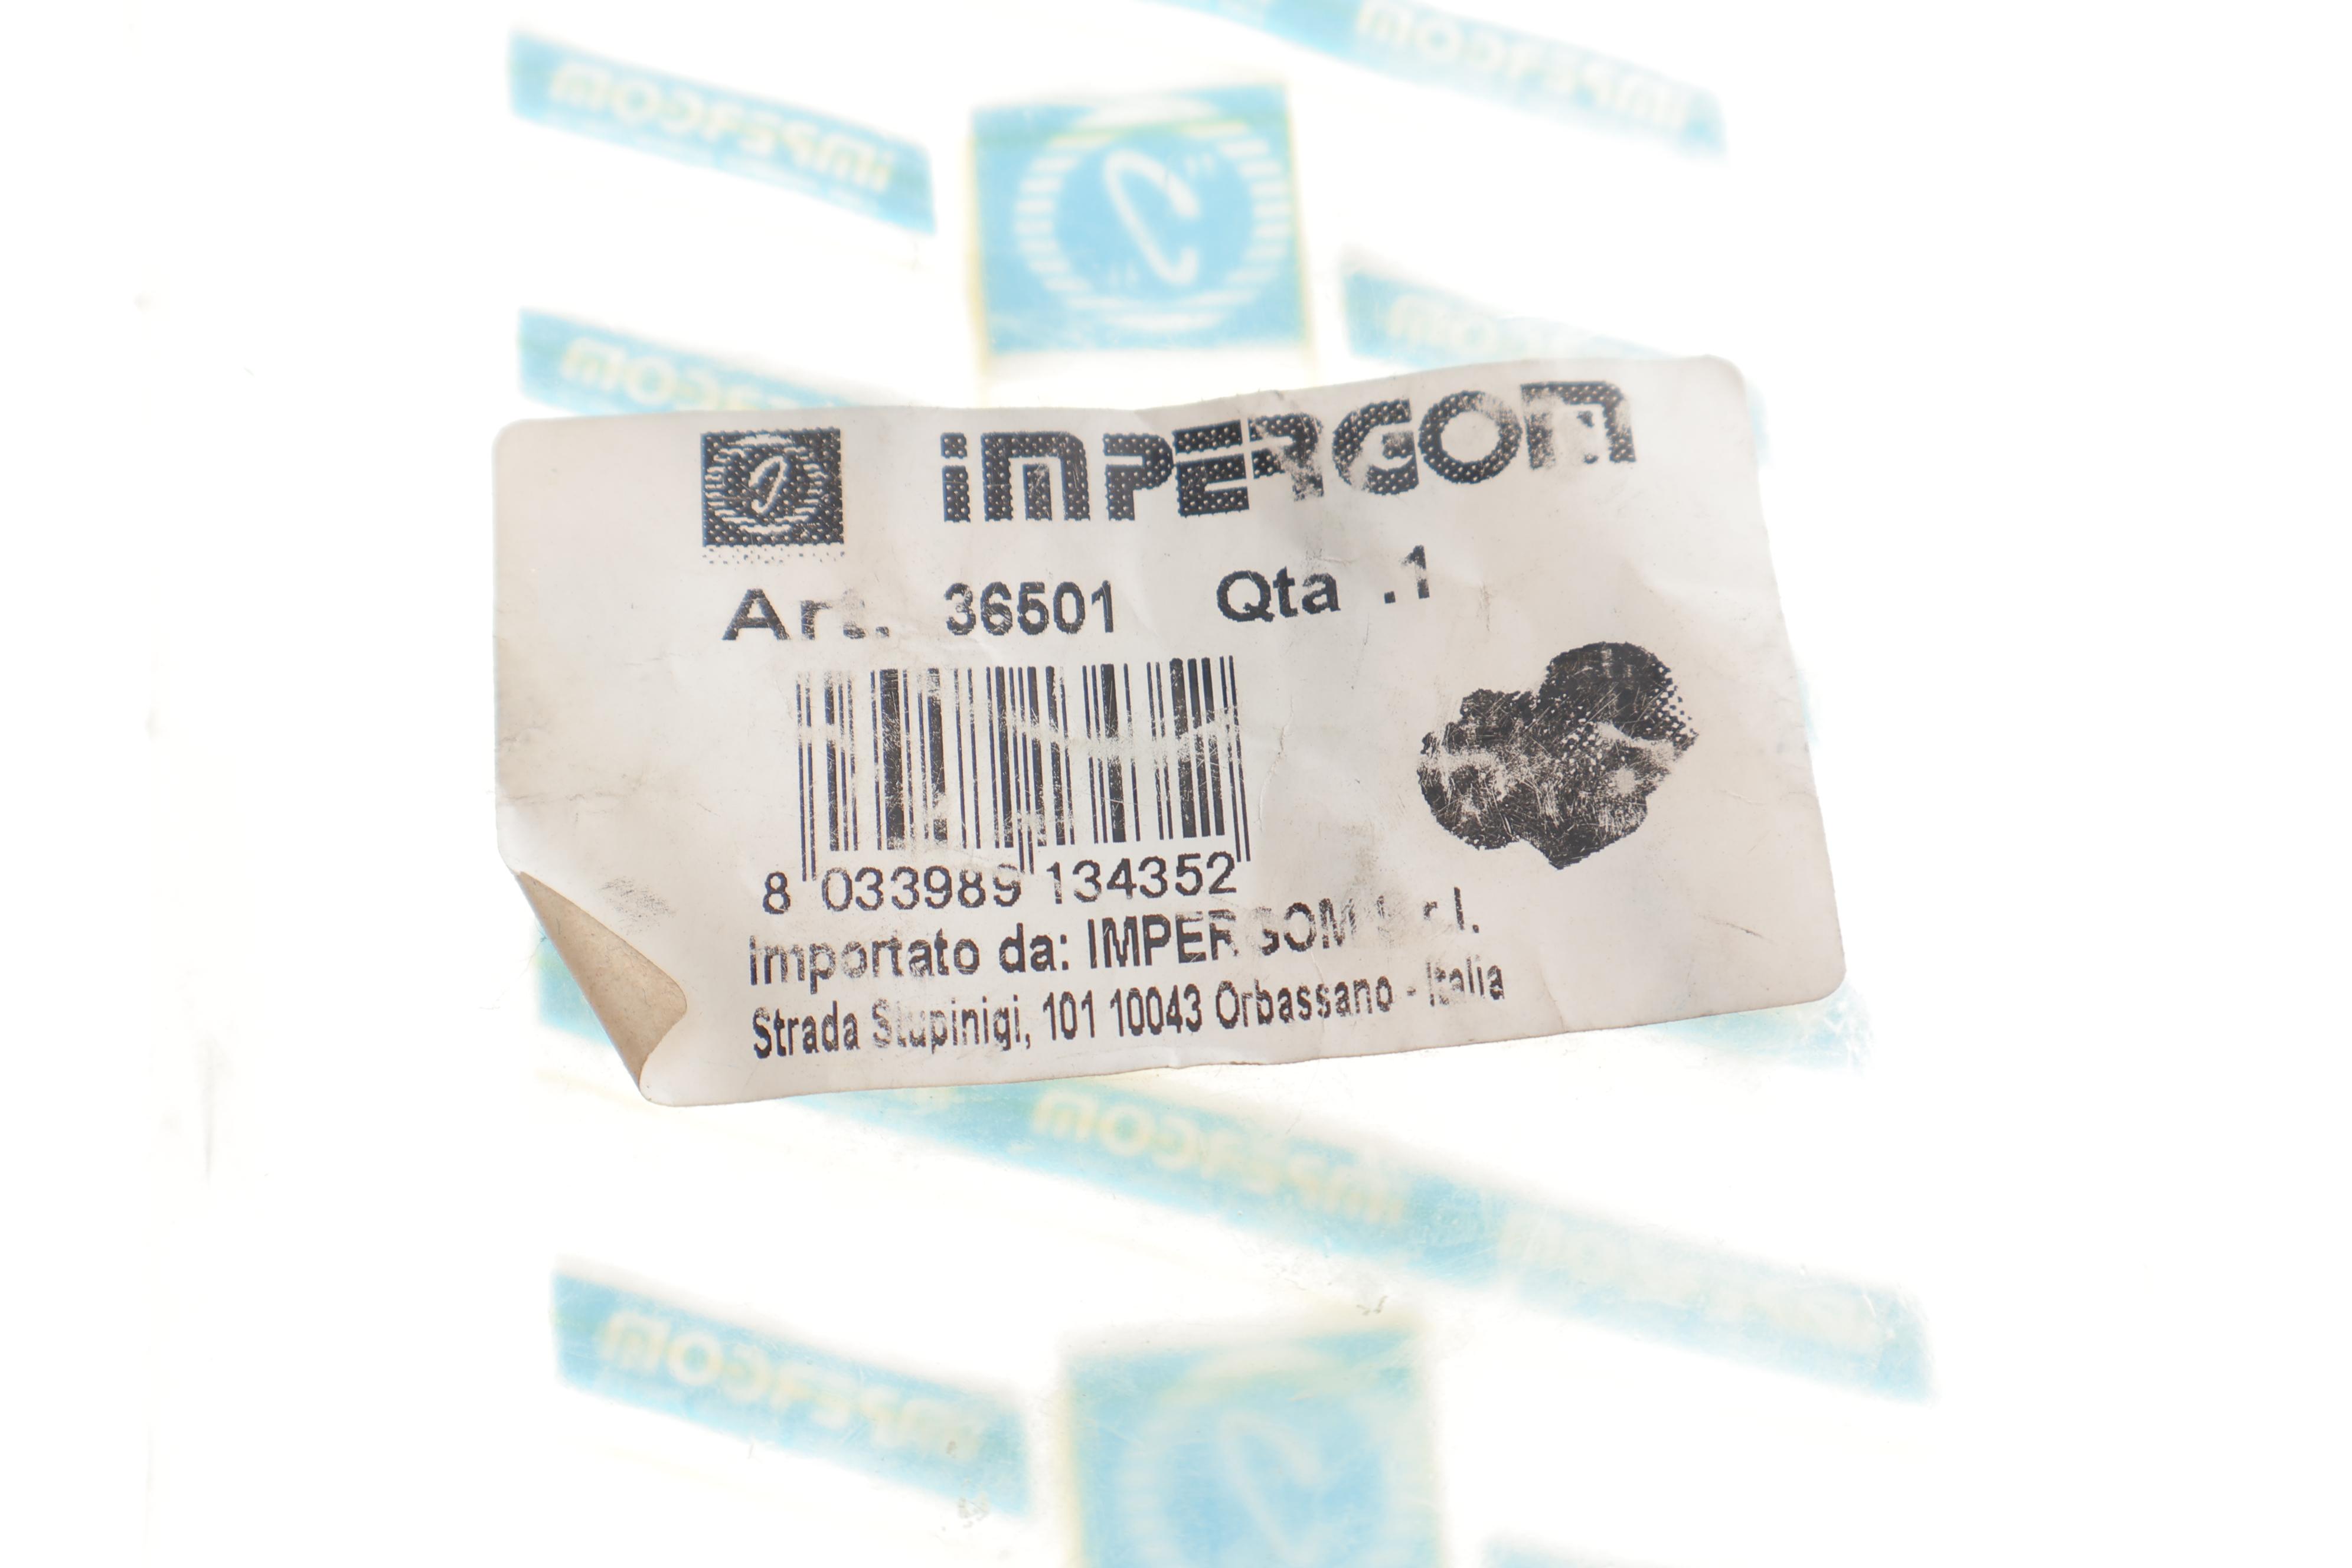 iMPERGOM
Art. 36501 Qta .1
8 033989 134352
Importato da: IMPERGOM S.r.l.
Strada Stupinigi, 101 10043 Orbassano - Italia